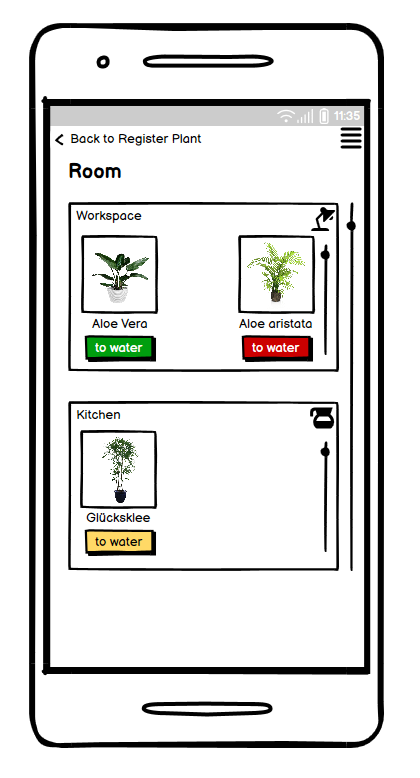 11:35
Back to Register Plant
Room
Workspace
Aloe Vera
Aloe aristata
to water
to water
Kitchen
Glücksklee
to water